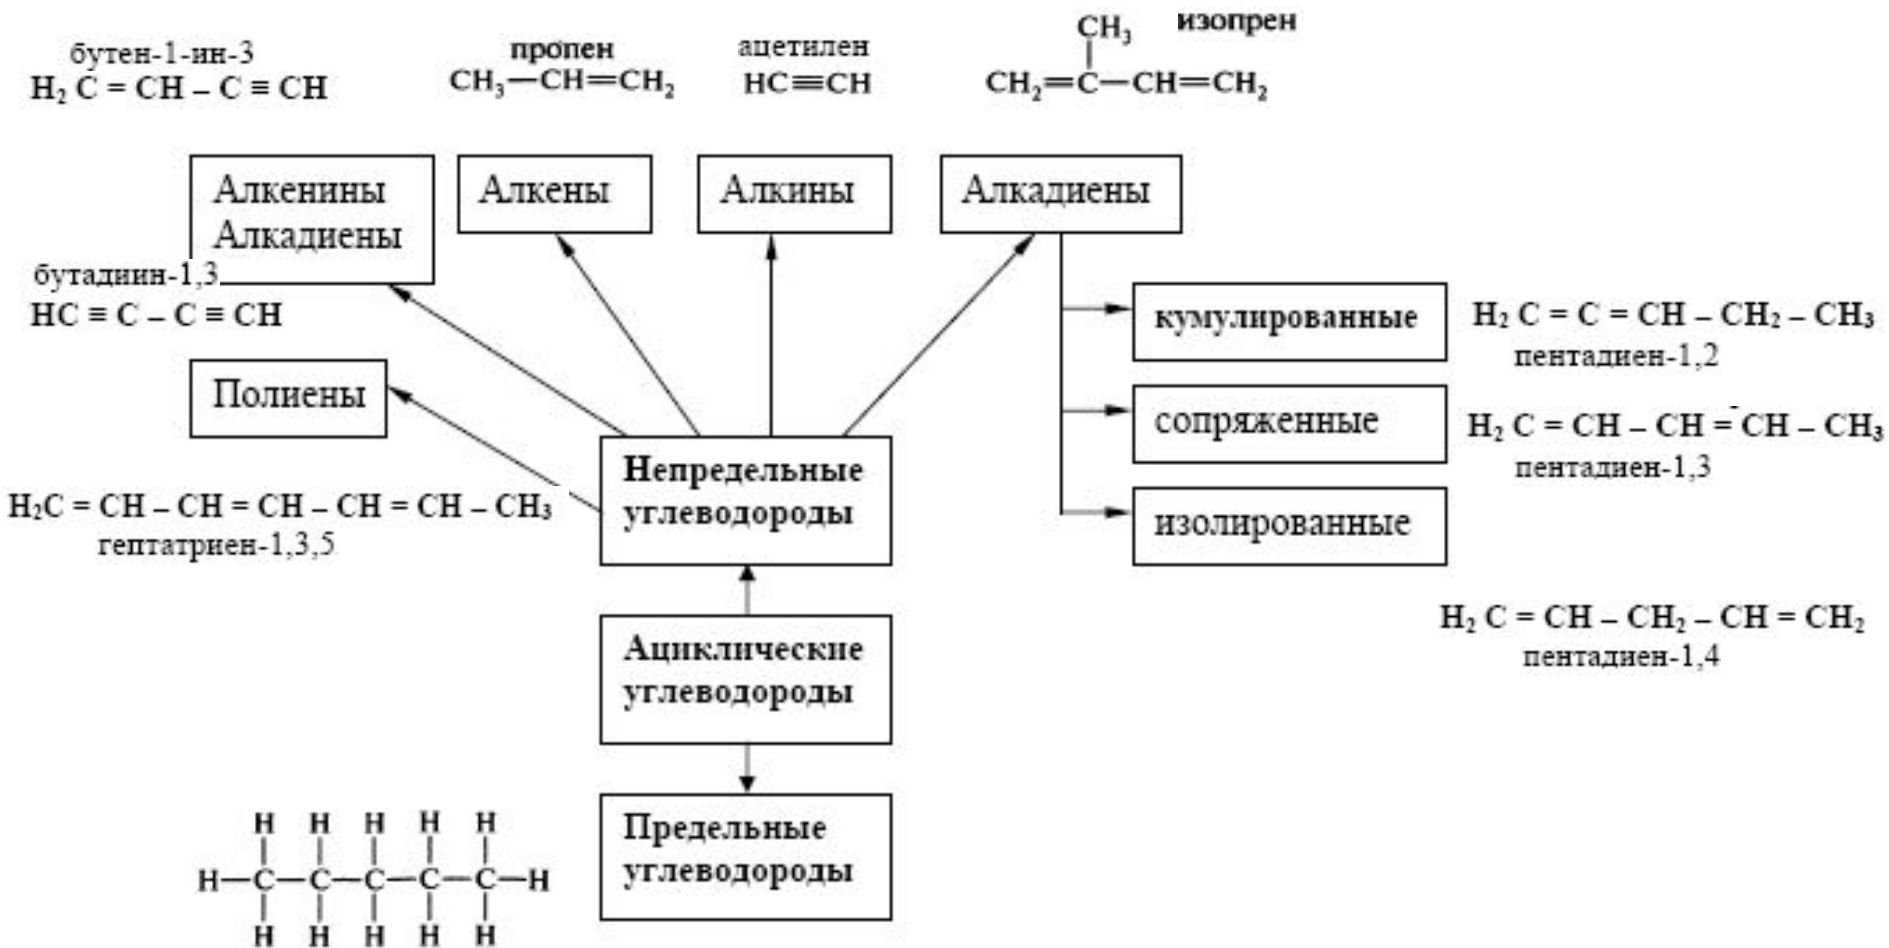 бутен-1-ин-3
H₂ C = CH – C ≡ CH
пропен
CH₃—CH=CH₂
ацетилен
HC≡CH
изопрен
CH₃
CH₂=C—CH=CH₂
Алкенины
Алкадиены
Алкены
Алкины
Алкадиены
бутадиин-1,3
HC ≡ C – C ≡ CH
Полиены
H₂C = CH – CH = CH – CH = CH – CH₃
гептатриен-1,3,5
кумулированные
H₂ C = C = CH – CH₂ – CH₃
пентадиен-1,2
сопряженные
H₂ C = CH – CH = CH – CH₃
пентадиен-1,3
изолированные
H₂ C = CH – CH₂ – CH = CH₂
пентадиен-1,4
Непредельные
углеводороды
Ациклические
углеводороды
Предельные
углеводороды
H H H H H
H—C—C—C—C—C—H
H H H H H